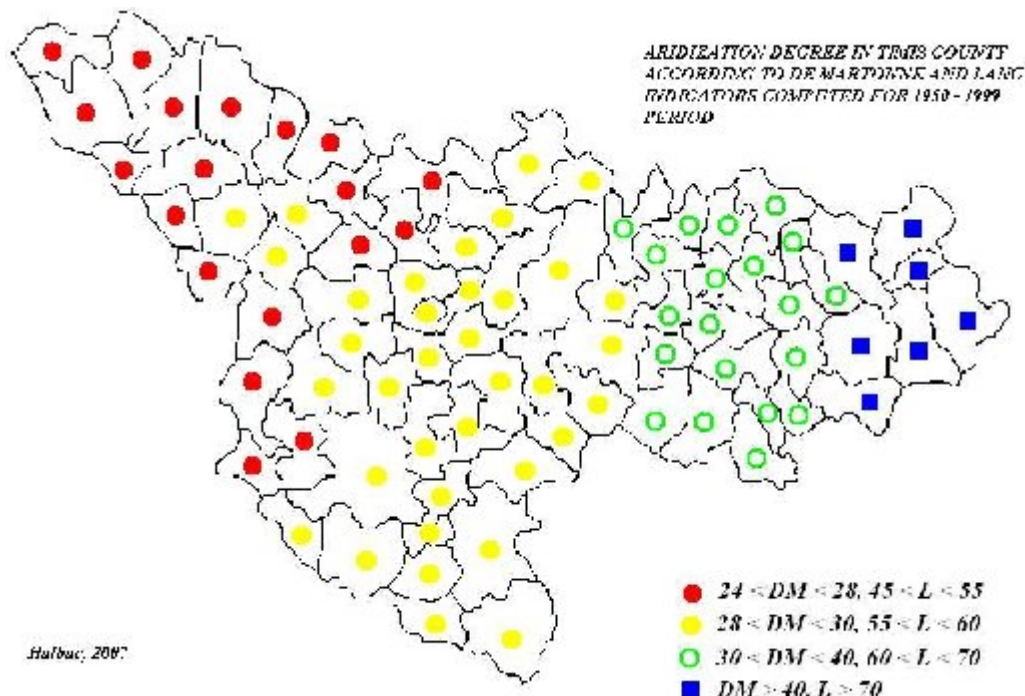 ARIDIZATION DEGREE IN TIMIS COUNTY
ACCORDING TO DE MARTONNE AND LANG
INDICATORS COMPUTED FOR 1950 - 1999
PERIOD
24 < DM < 28, 45 < L < 55
28 < DM < 30, 55 < L < 60
30 < DM < 40, 60 < L < 70
DM > 40, L > 70
2007